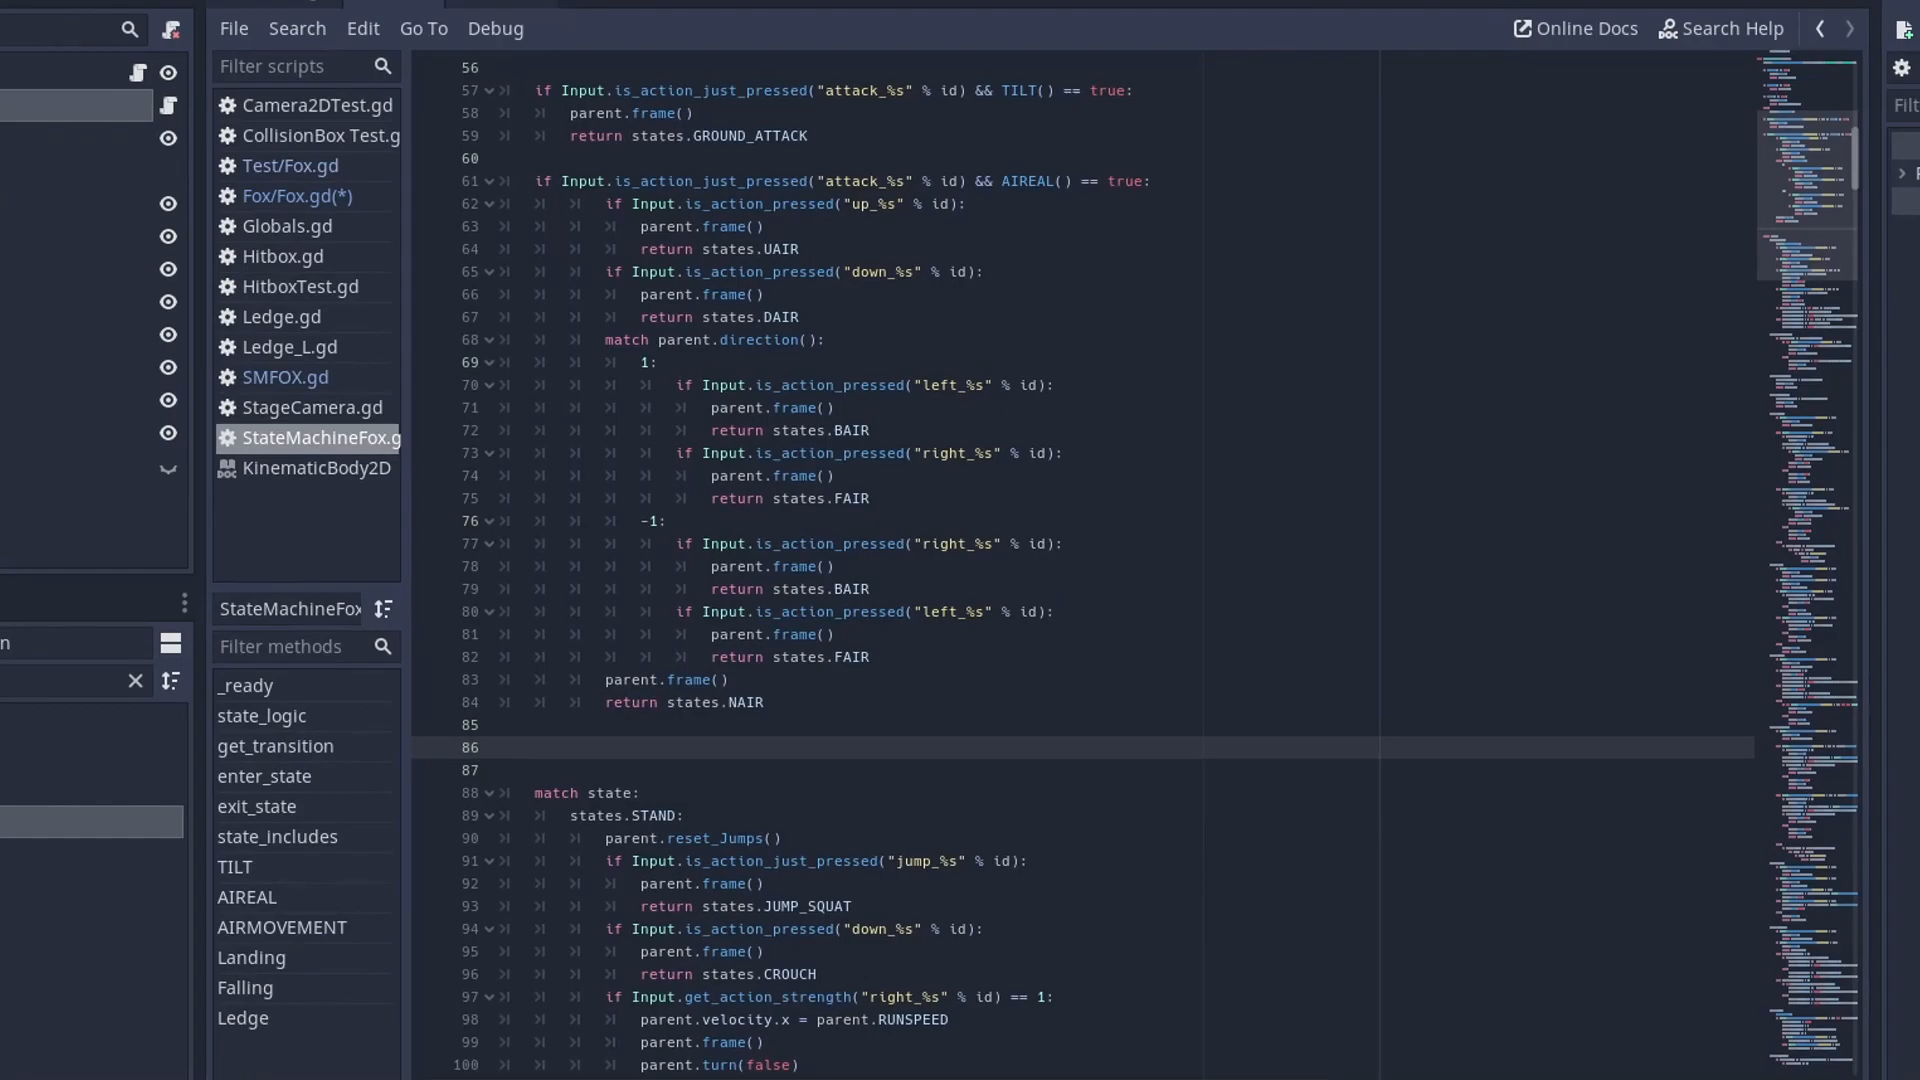 File Search Edit Go To Debug
Online Docs Search Help
Filter scripts
Camera2DTest.gd
CollisionBox Test.g
Test/Fox.gd
Fox/Fox.gd(*)
Globals.gd
Hitbox.gd
HitboxTest.gd
Ledge.gd
Ledge_L.gd
SMFOX.gd
StageCamera.gd
StateMachineFox.g
KinematicBody2D
StateMachineFox
Filter methods
_ready
state_logic
get_transition
enter_state
exit_state
state_includes
TILT
AIREAL
AIRMOVEMENT
Landing
Falling
Ledge
56
57 if Input.is_action_just_pressed("attack_%s" % id) && TILT() == true:
58 parent.frame()
59 return states.GROUND_ATTACK
60
61 if Input.is_action_just_pressed("attack_%s" % id) && AIREAL() == true:
62 if Input.is_action_pressed("up_%s" % id):
63 parent.frame()
64 return states.UAIR
65 if Input.is_action_pressed("down_%s" % id):
66 parent.frame()
67 return states.DAIR
68 match parent.direction():
69 1:
70 if Input.is_action_pressed("left_%s" % id):
71 parent.frame()
72 return states.BAIR
73 if Input.is_action_pressed("right_%s" % id):
74 parent.frame()
75 return states.FAIR
76 -1:
77 if Input.is_action_pressed("right_%s" % id):
78 parent.frame()
79 return states.BAIR
80 if Input.is_action_pressed("left_%s" % id):
81 parent.frame()
82 return states.FAIR
83 parent.frame()
84 return states.NAIR
85
86
87
88 match state:
89 states.STAND:
90 parent.reset_Jumps()
91 if Input.is_action_just_pressed("jump_%s" % id):
92 parent.frame()
93 return states.JUMP_SQUAT
94 if Input.is_action_pressed("down_%s" % id):
95 parent.frame()
96 return states.CROUCH
97 if Input.get_action_strength("right_%s" % id) == 1:
98 parent.velocity.x = parent.RUNSPEED
99 parent.frame()
100 parent.turn(false)
n
Filt